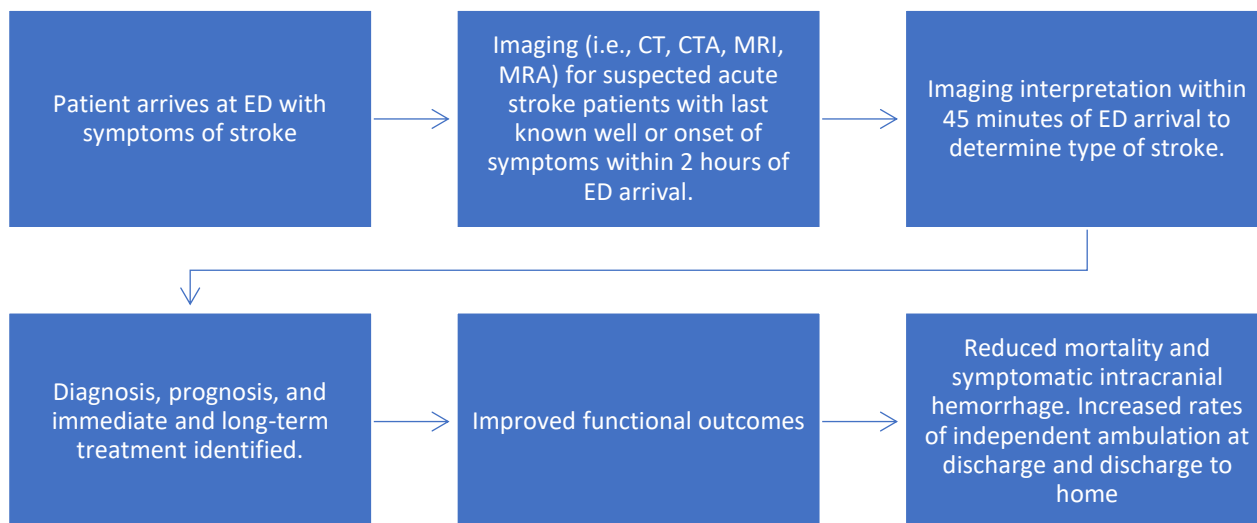 Patient arrives at ED with
symptoms of stroke
Imaging (i.e., CT, CTA, MRI,
MRA) for suspected acute
stroke patients with last
known well or onset of
symptoms within 2 hours of
ED arrival.
Imaging interpretation within
45 minutes of ED arrival to
determine type of stroke.
Diagnosis, prognosis, and
immediate and long-term
treatment identified.
Improved functional outcomes
Reduced mortality and
symptomatic intracranial
hemorrhage. Increased rates
of independent ambulation at
discharge and discharge to
home